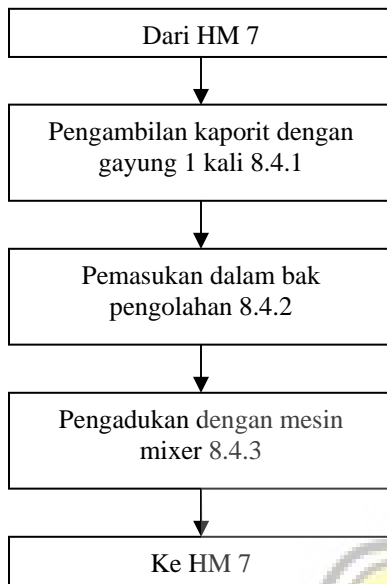 Dari HM 7
Pengambilan kaporit dengan
gayung 1 kali 8.4.1
Pemasukan dalam bak
pengolahan 8.4.2
Pengadukan dengan mesin
mixer 8.4.3
Ke HM 7